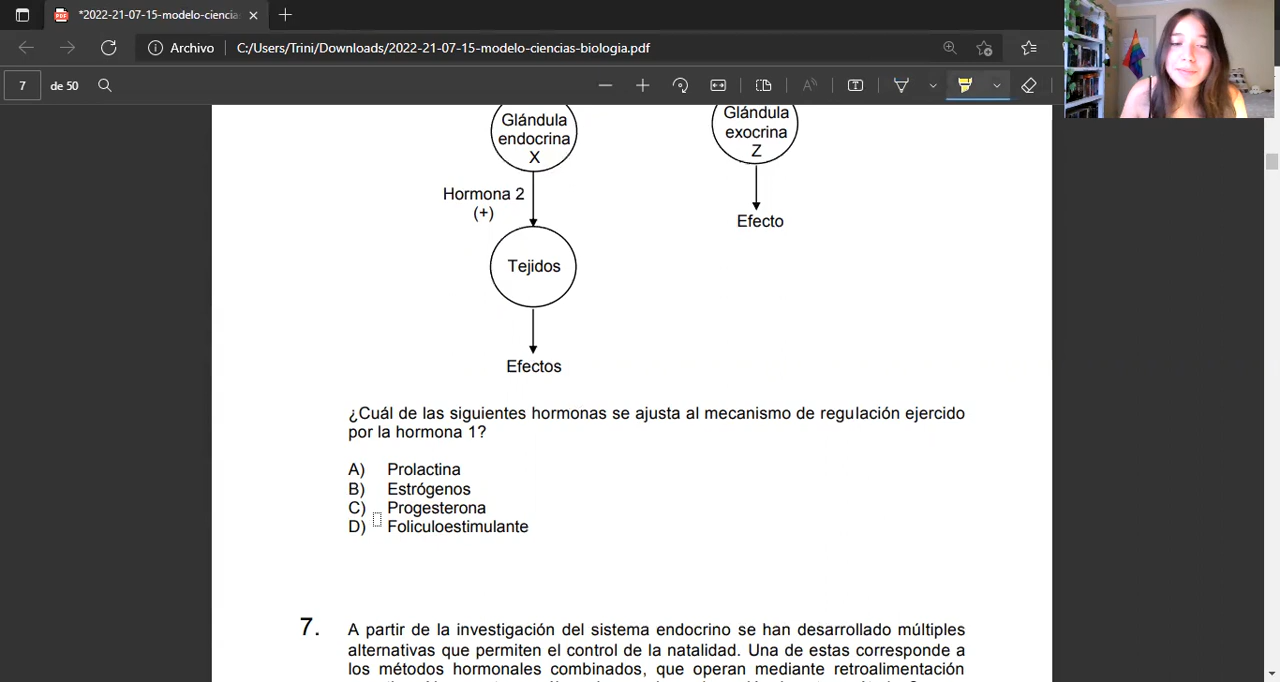 *2022-21-07-15-modelo-ciencias
Archivo
C:/Users/Trini/Downloads/2022-21-07-15-modelo-ciencias-biologia.pdf
7
de 50
Glándula
endocrina
X
Glándula
exocrina
Z
Hormona 2
(+)
Efecto
Tejidos
Efectos
¿Cuál de las siguientes hormonas se ajusta al mecanismo de regulación ejercido
por la hormona 1?
A) Prolactina
B) Estrógenos
C) Progesterona
D) Foliculoestimulante
7. A partir de la investigación del sistema endocrino se han desarrollado múltiples
alternativas que permiten el control de la natalidad. Una de estas corresponde a
los métodos hormonales combinados, que operan mediante retroalimentación